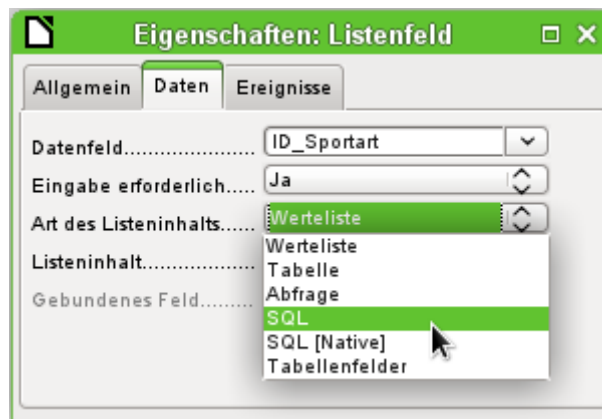 Eigenschaften: Listenfeld
Allgemein Daten Ereignisse
Datenfeld...................... ID_Sportart
Eingabe erforderlich..... Ja
Art des Listeninhalts...... Werteliste
Listeninhalt..................
Gebundenes Feld.........
Werteliste
Tabelle
Abfrage
SQL
SQL [Native]
Tabellenfelder